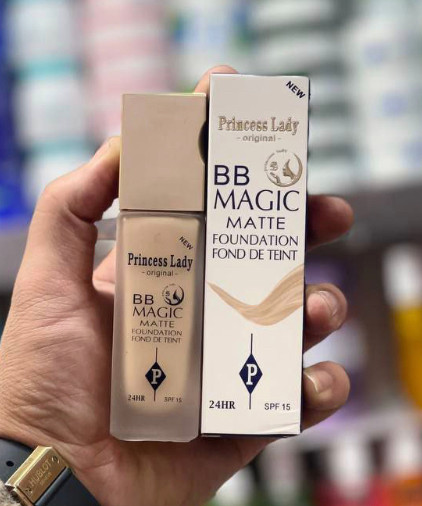 NEW
Princess Lady
- original -
BB
MAGIC
MATTE
FOUNDATION
FOND DE TEINT
P
24HR SPF 15
NEW
Princess Lady
- original -
BB
MAGIC
MATTE
FOUNDATION
FOND DE TEINT
P
24HR SPF 15
HUBLOT